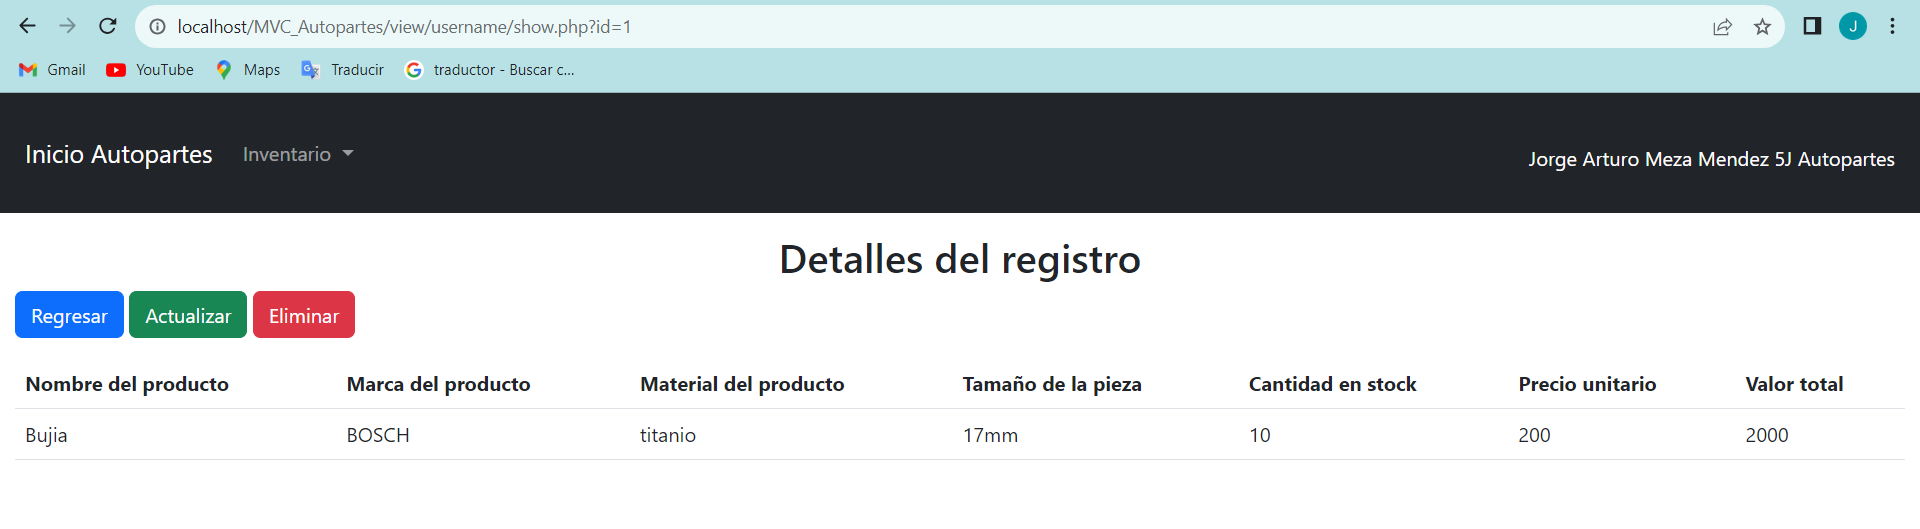 localhost/MVC_Autopartes/view/username/show.php?id=1
J
Gmail YouTube Maps Traducir traductor - Buscar c...
Inicio Autopartes Inventario
Jorge Arturo Meza Mendez 5J Autopartes
Detalles del registro
Regresar Actualizar Eliminar
Nombre del producto Marca del producto Material del producto Tamaño de la pieza Cantidad en stock Precio unitario Valor total
Bujia BOSCH titanio 17mm 10 200 2000